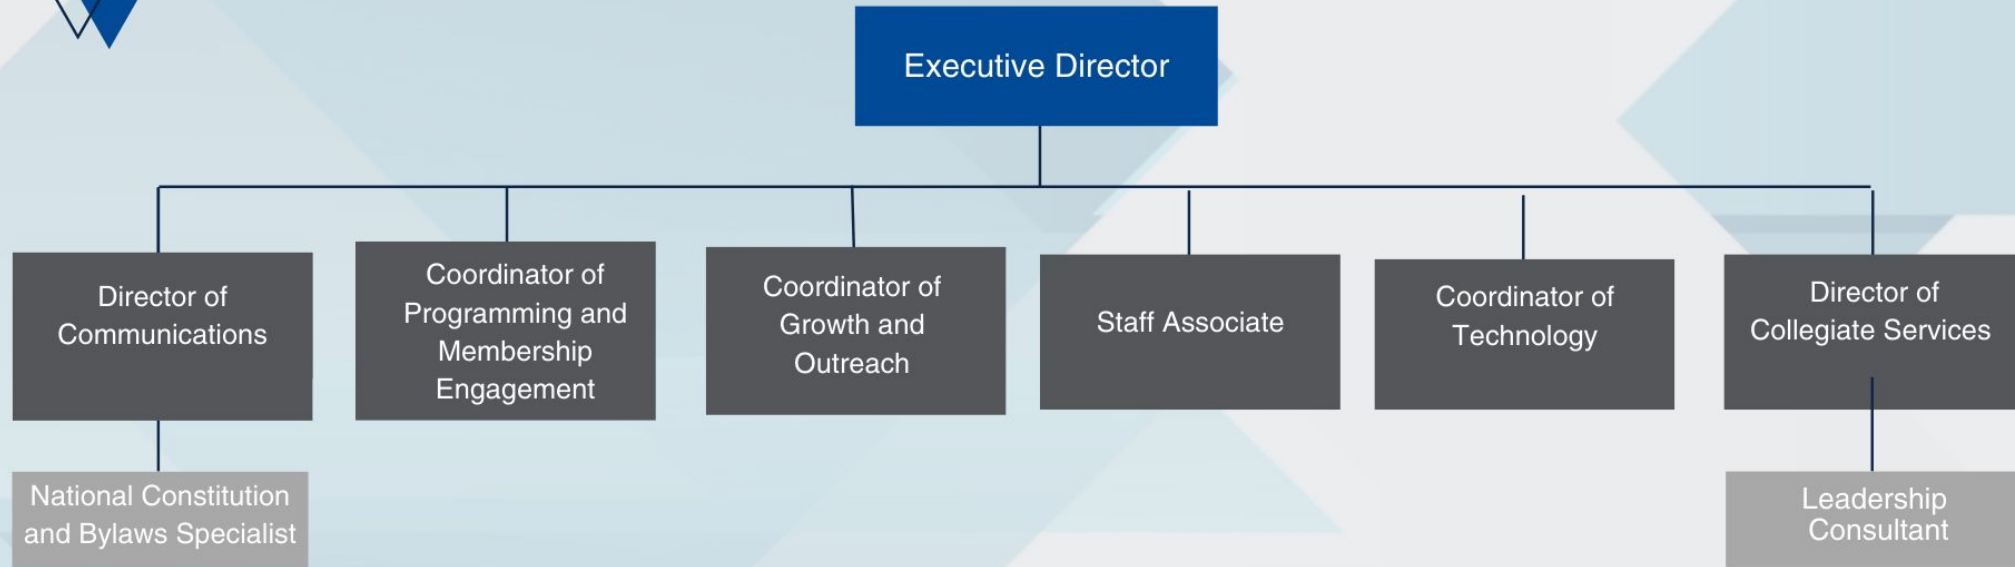 Executive Director
Director of
Communications
Coordinator of
Programming and
Membership
Engagement
Coordinator of
Growth and
Outreach
Staff Associate
Coordinator of
Technology
Director of
Collegiate Services
National Constitution
and Bylaws Specialist
Leadership
Consultant